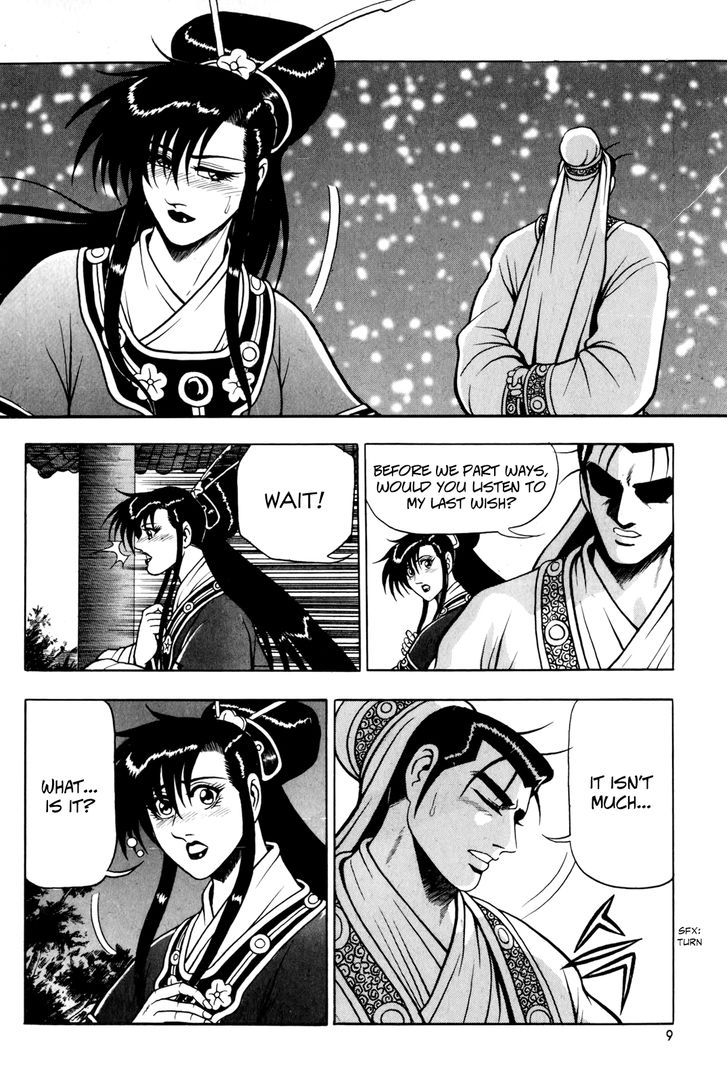 WAIT!
BEFORE WE PART WAYS,
WOULD YOU LISTEN TO
MY LAST WISH?
WHAT...
IS IT?
IT ISN'T
MUCH...
SFX:
TURN
9